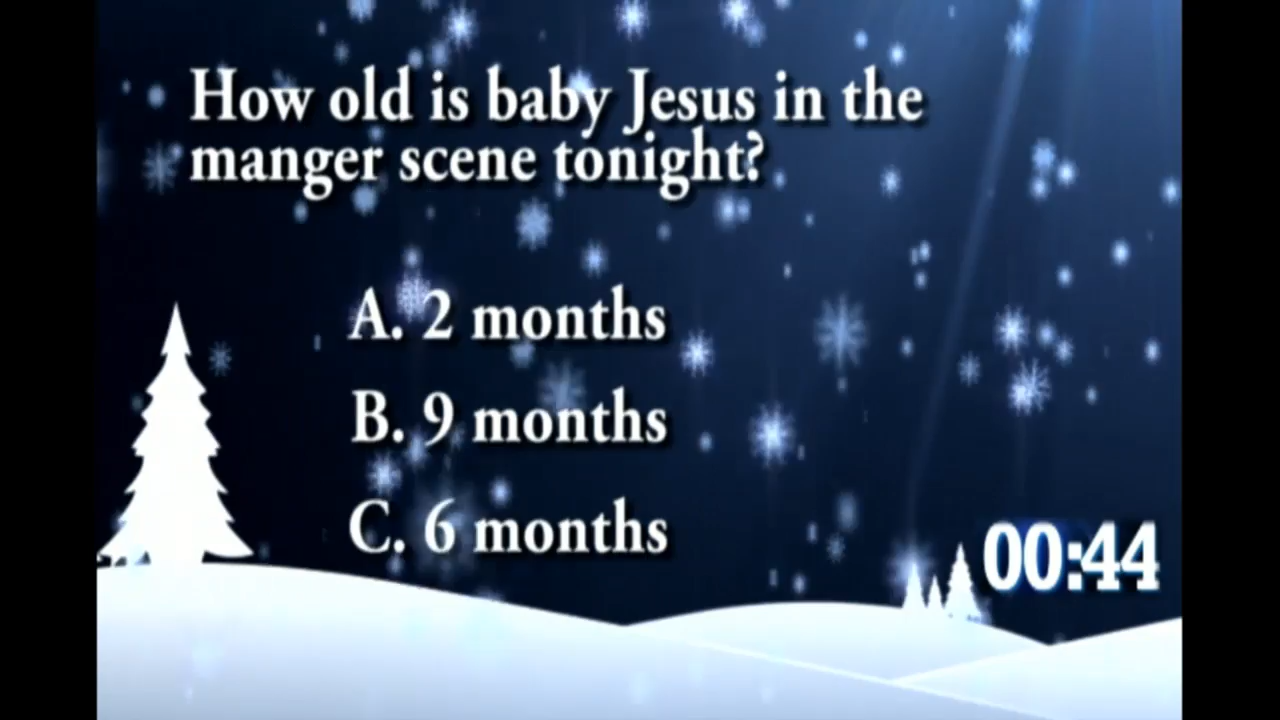 How old is baby Jesus in the
manger scene tonight?
A. 2 months
B. 9 months
C. 6 months
00:44